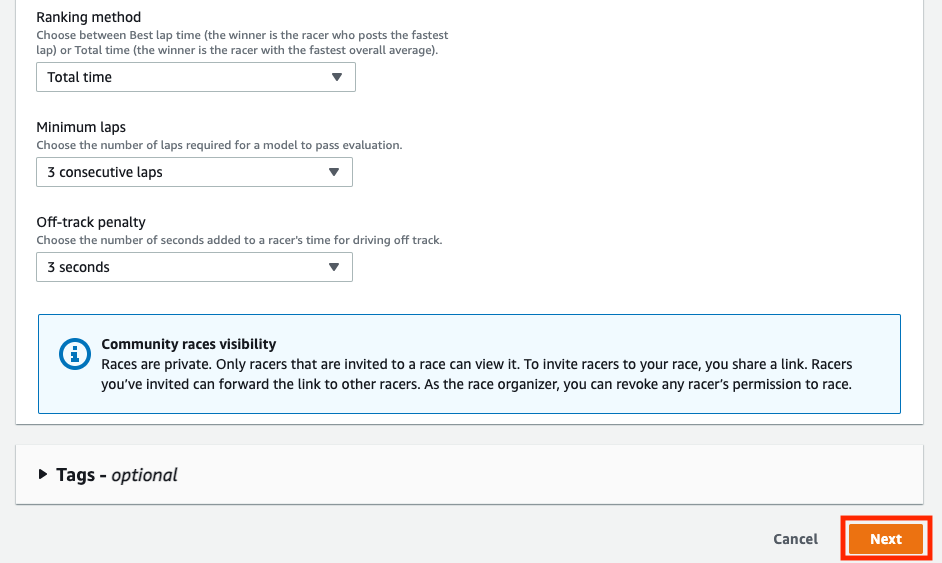 Ranking method
Choose between Best lap time (the winner is the racer who posts the fastest
lap) or Total time (the winner is the racer with the fastest overall average).
Total time
Minimum laps
Choose the number of laps required for a model to pass evaluation.
3 consecutive laps
Off-track penalty
Choose the number of seconds added to a racer's time for driving off track.
3 seconds
Community races visibility
Races are private. Only racers that are invited to a race can view it. To invite racers to your race, you share a link. Racers
you've invited can forward the link to other racers. As the race organizer, you can revoke any racer's permission to race.
Tags - optional
Cancel
Next